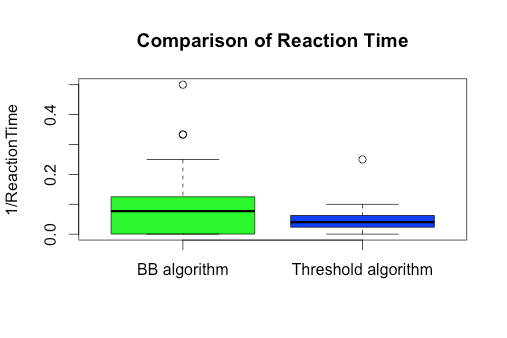 Comparison of Reaction Time
1/ReactionTime
0.4
0.2
0.0
BB algorithm
Threshold algorithm